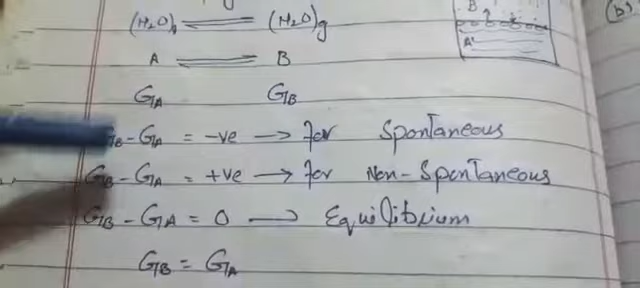 (H2O)l ⇌ (H2O)g
A ⇌ B
GA GB
GB - GA = -ve → for Spontaneous
GB - GA = +ve → for Non-Spontaneous
GB - GA = 0 → Equilibrium
GB = GA
B
A
(b)